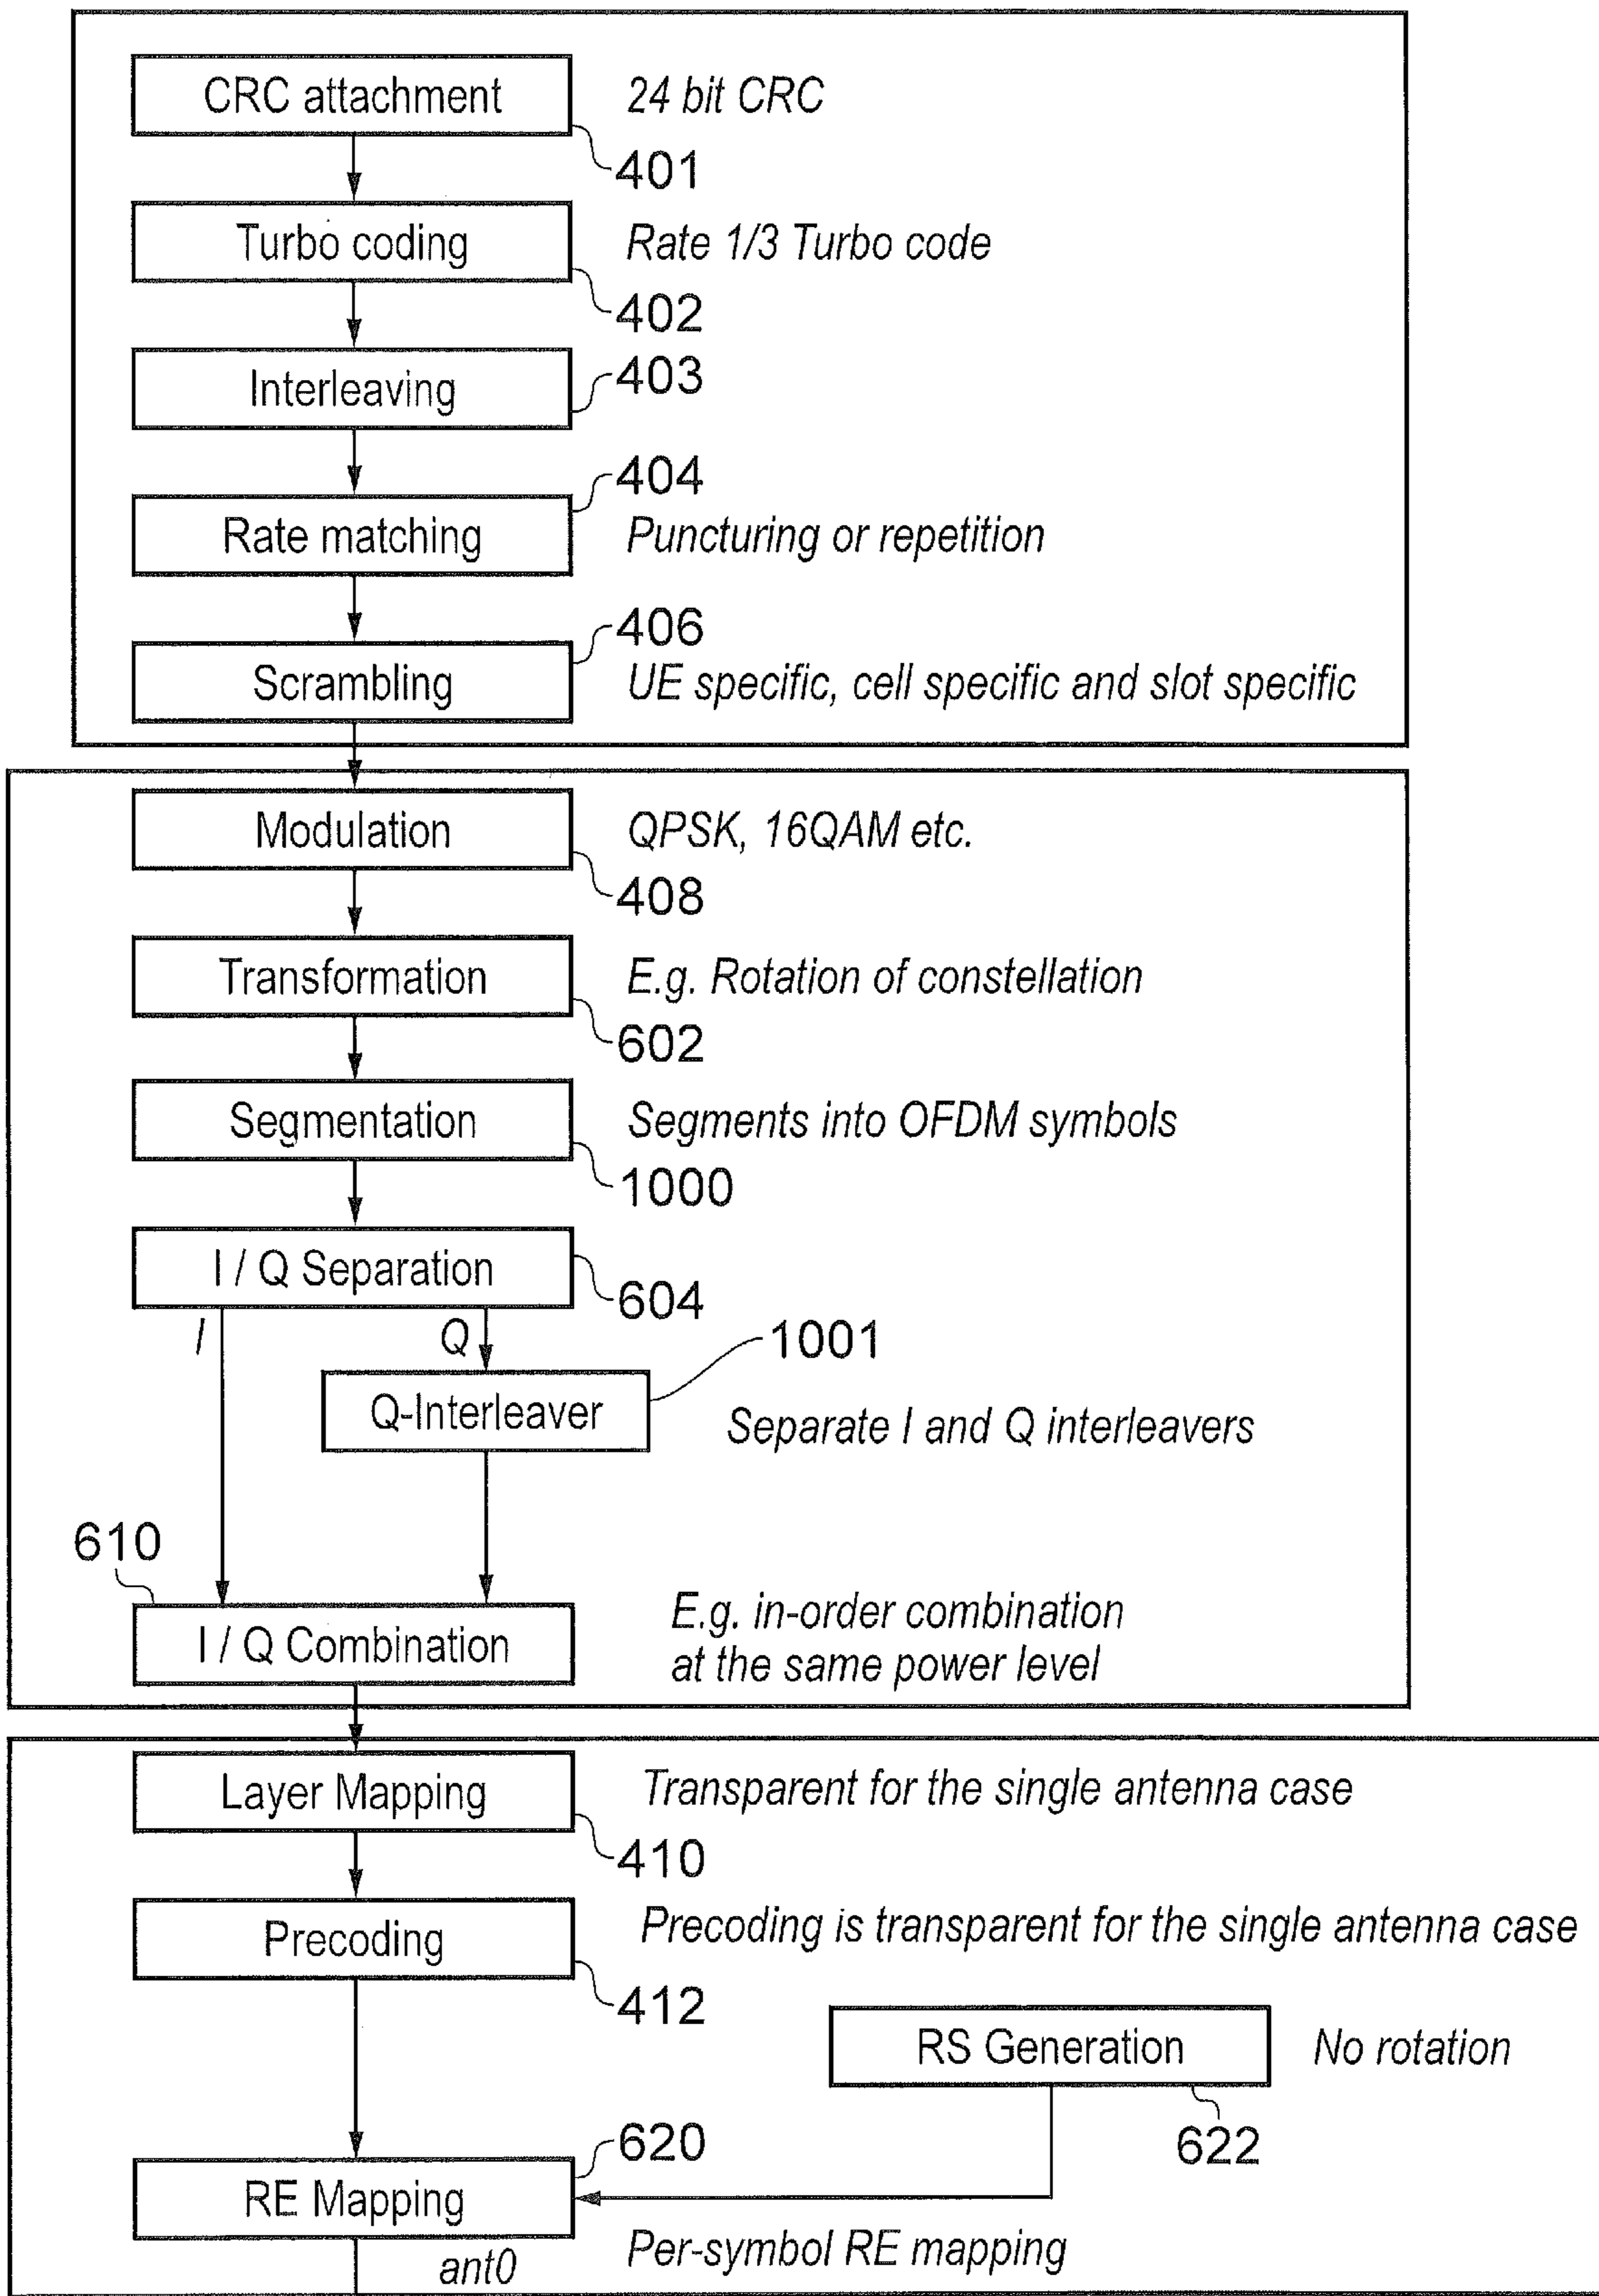 CRC attachment
24 bit CRC
401
Turbo coding
Rate 1/3 Turbo code
402
Interleaving
403
404
Rate matching
Puncturing or repetition
406
Scrambling
UE specific, cell specific and slot specific
Modulation
QPSK, 16QAM etc.
408
Transformation
E.g. Rotation of constellation
602
Segmentation
Segments into OFDM symbols
1000
I / Q Separation
604
I
Q
1001
Q-Interleaver
Separate I and Q interleavers
610
I / Q Combination
E.g. in-order combination
at the same power level
Layer Mapping
Transparent for the single antenna case
410
Precoding
Precoding is transparent for the single antenna case
412
RS Generation
No rotation
622
620
RE Mapping
Per-symbol RE mapping
ant0